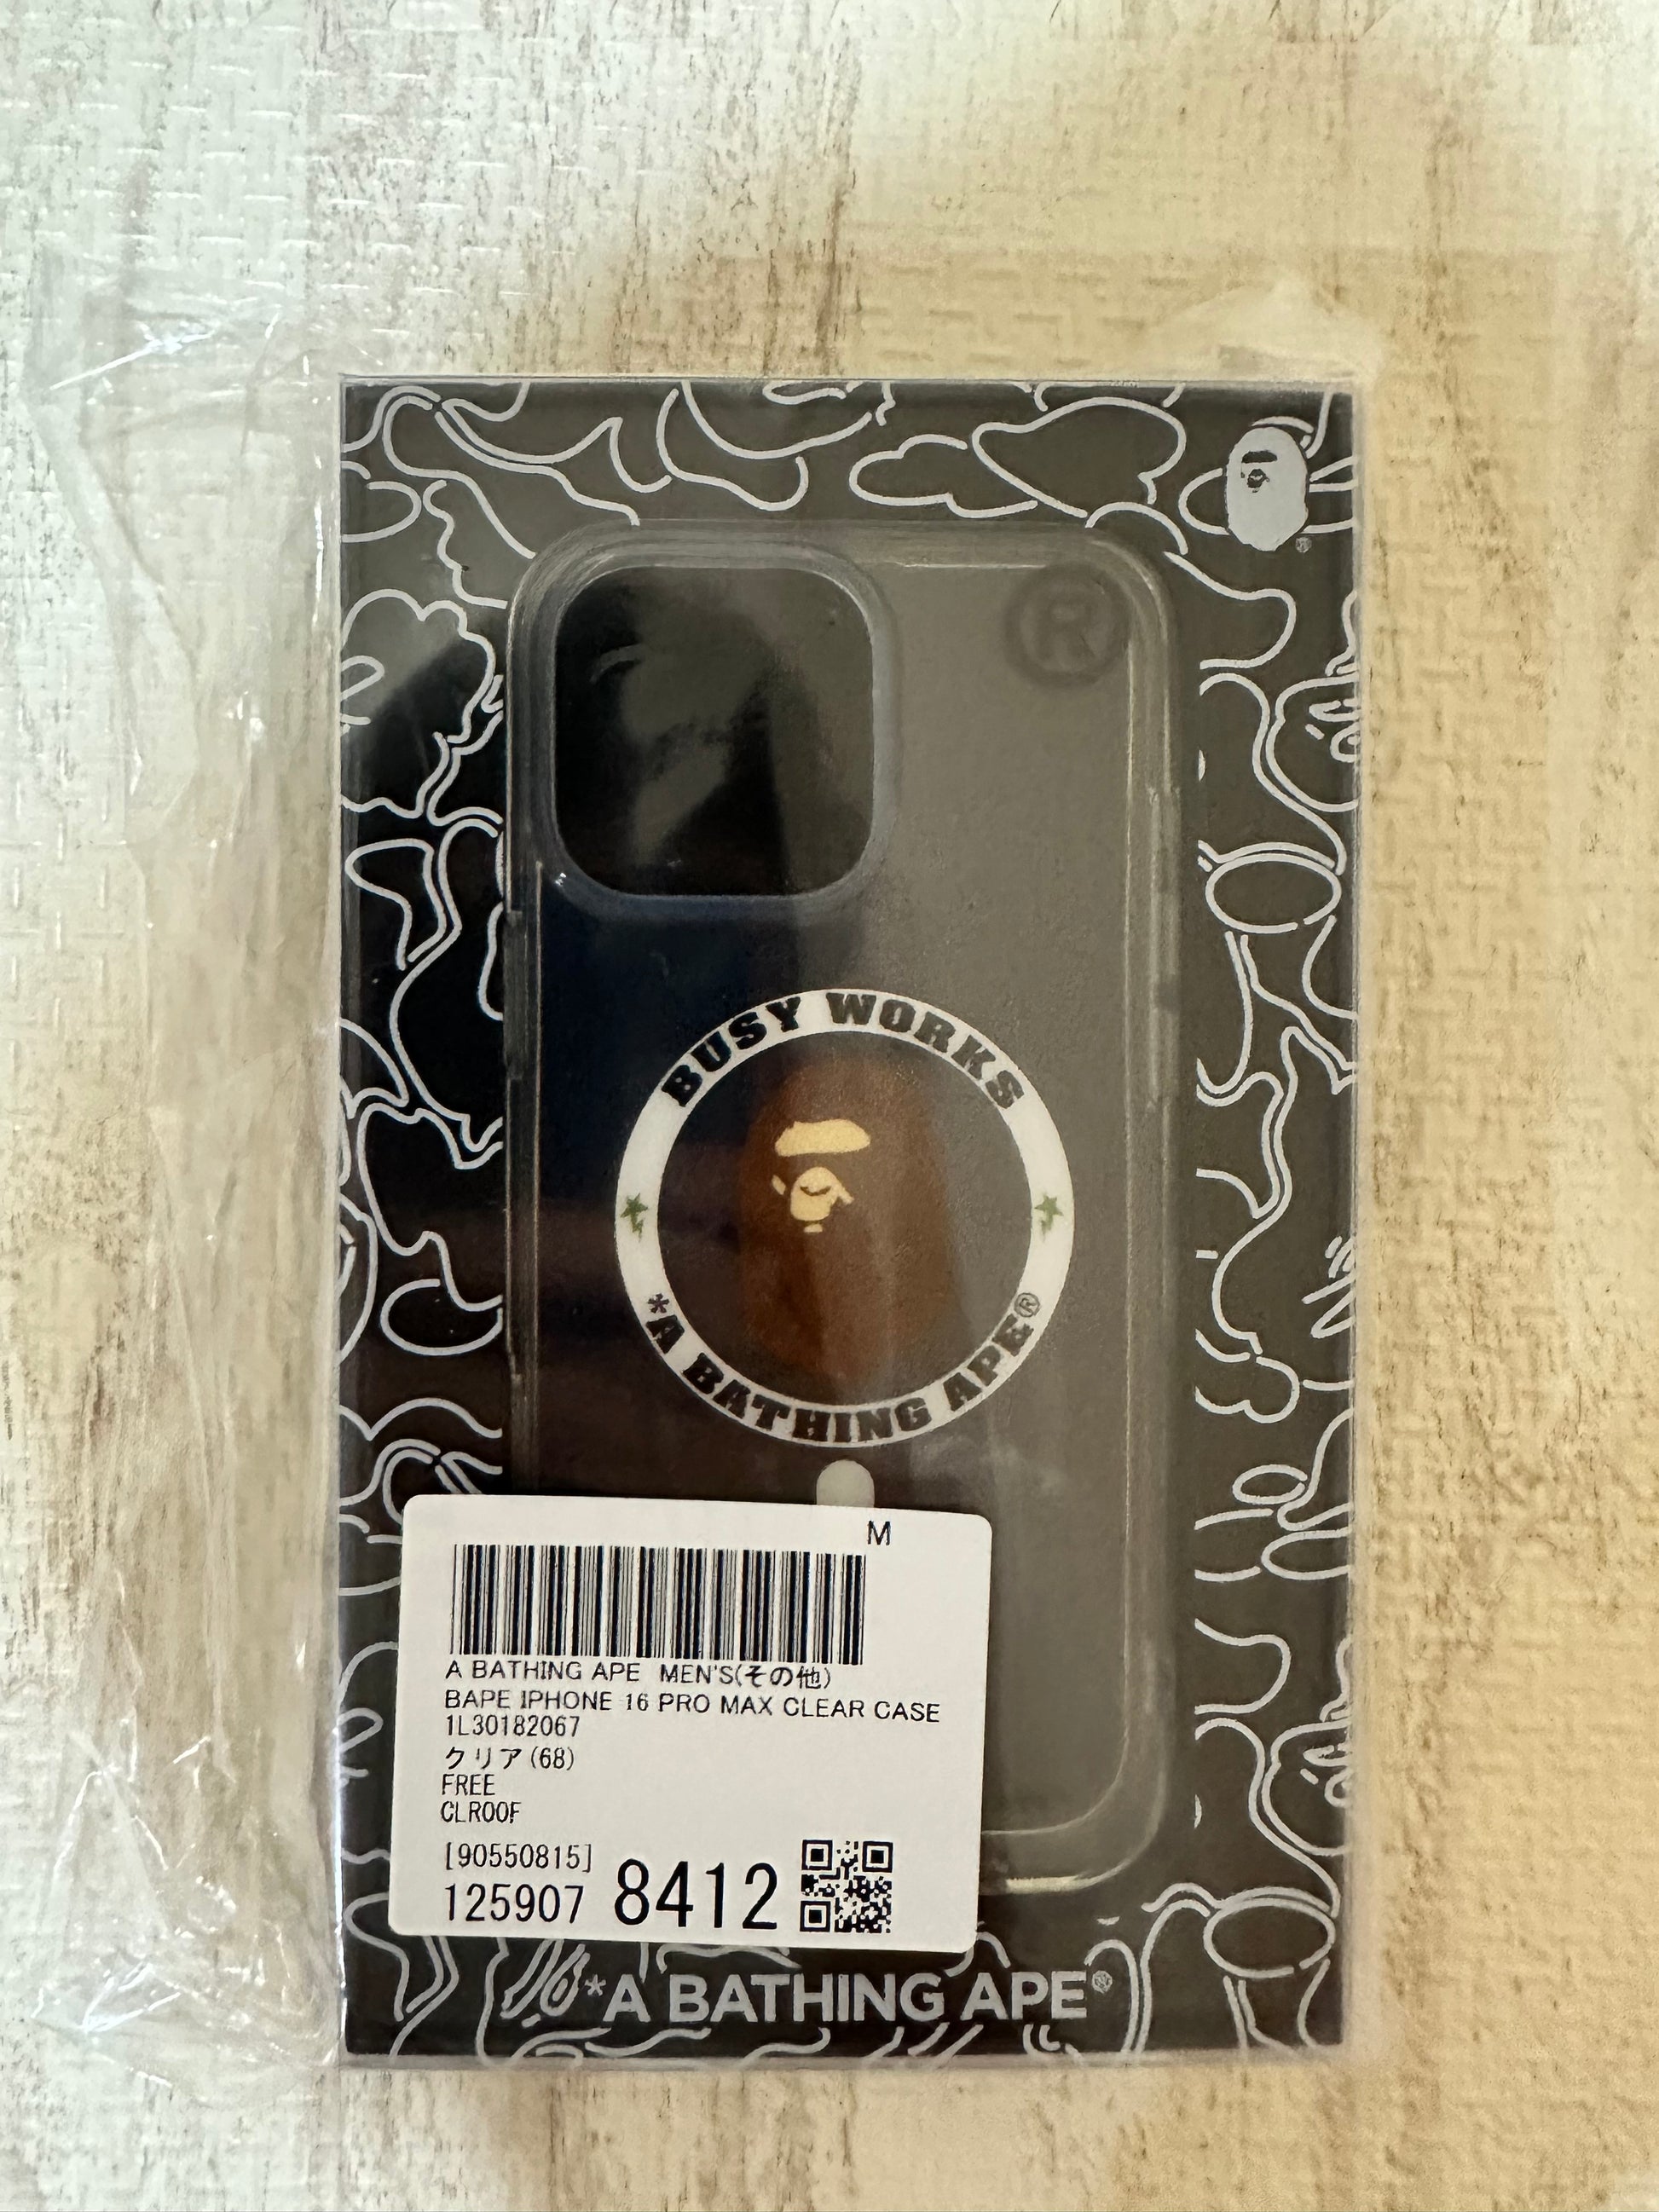 ®
®
BUSY WORKS
*A BATHING APE®
M
A BATHING APE MEN'S(その他)
BAPE IPHONE 16 PRO MAX CLEAR CASE
1L30182067
クリア(68)
FREE
CLR00F
[90550815]
125907 8412
*A BATHING APE®